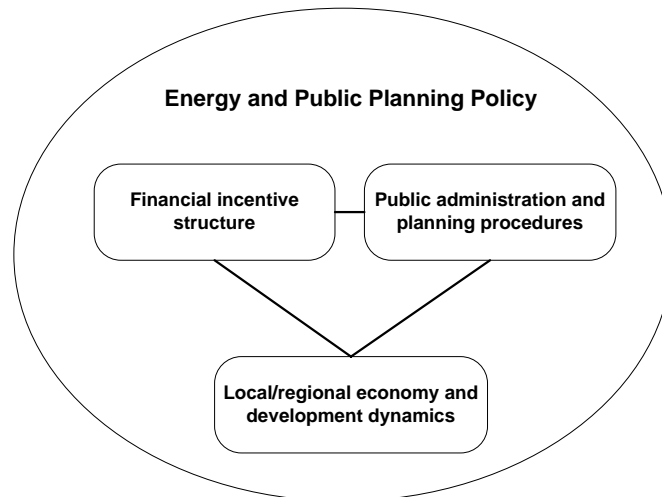 Energy and Public Planning Policy
Financial incentive
structure
Public administration and
planning procedures
Local/regional economy and
development dynamics